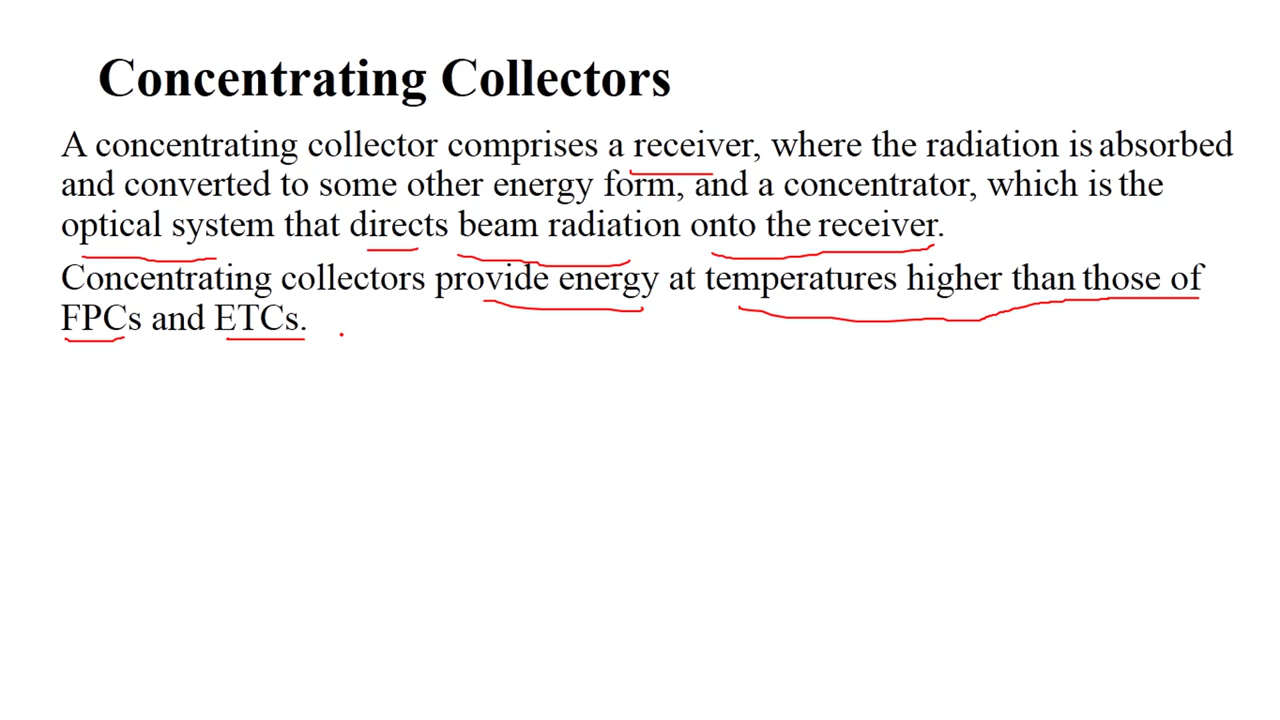 Concentrating Collectors
A concentrating collector comprises a receiver, where the radiation is absorbed
and converted to some other energy form, and a concentrator, which is the
optical system that directs beam radiation onto the receiver.
Concentrating collectors provide energy at temperatures higher than those of
FPCs and ETCs.